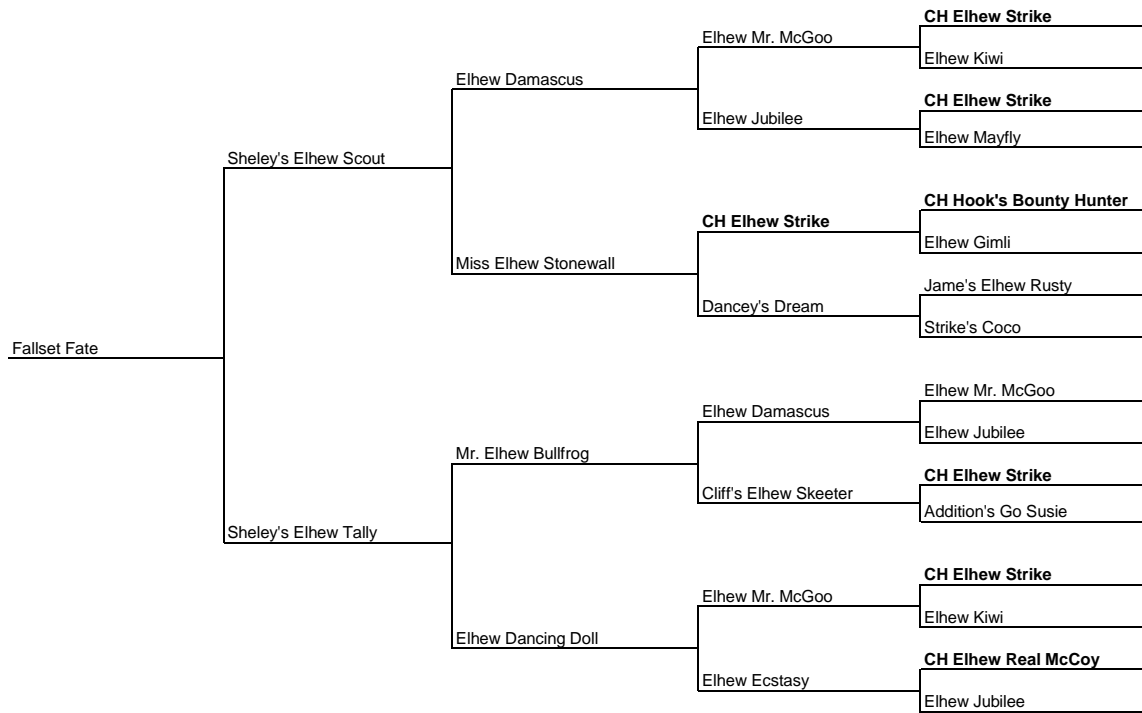 CH Elhew Strike
Elhew Mr. McGoo
Elhew Kiwi
Elhew Damascus
CH Elhew Strike
Elhew Jubilee
Elhew Mayfly
Sheley's Elhew Scout
CH Hook's Bounty Hunter
CH Elhew Strike
Elhew Gimli
Miss Elhew Stonewall
Jame's Elhew Rusty
Dancey's Dream
Strike's Coco
Fallset Fate
Elhew Mr. McGoo
Elhew Damascus
Elhew Jubilee
Mr. Elhew Bullfrog
CH Elhew Strike
Cliff's Elhew Skeeter
Addition's Go Susie
Sheley's Elhew Tally
CH Elhew Strike
Elhew Mr. McGoo
Elhew Kiwi
Elhew Dancing Doll
CH Elhew Real McCoy
Elhew Ecstasy
Elhew Jubilee